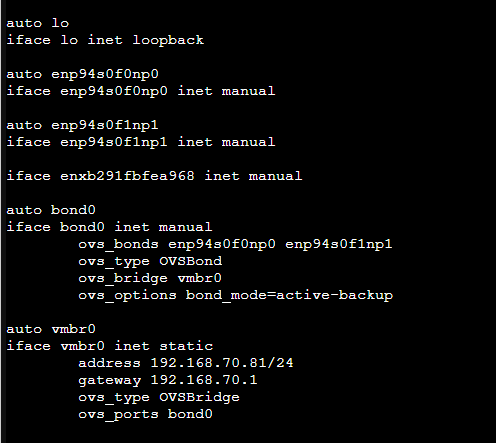 auto lo
iface lo inet loopback
auto enp94s0f0np0
iface enp94s0f0np0 inet manual
auto enp94s0f1np1
iface enp94s0f1np1 inet manual
iface enxb291fbfea968 inet manual
auto bond0
iface bond0 inet manual
ovs_bonds enp94s0f0np0 enp94s0f1np1
ovs_type OVSBond
ovs_bridge vmbr0
ovs_options bond_mode=active-backup
auto vmbr0
iface vmbr0 inet static
address 192.168.70.81/24
gateway 192.168.70.1
ovs_type OVSBridge
ovs_ports bond0